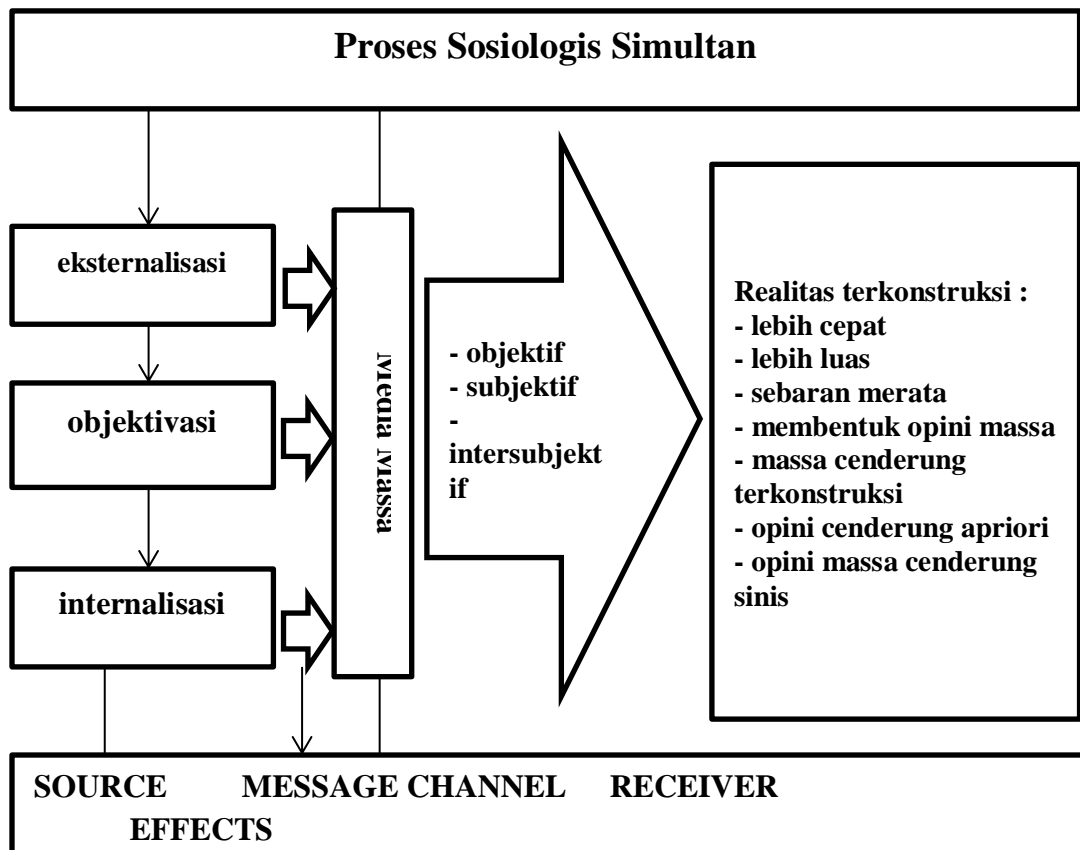 Proses Sosiologis Simultan
eksternalisasi
objektivasi
internalisasi
Media Massa
- objektif
- subjektif
-
intersubjekt
if
Realitas terkonstruksi :
- lebih cepat
- lebih luas
- sebaran merata
- membentuk opini massa
- massa cenderung
terkonstruksi
- opini cenderung apriori
- opini massa cenderung
sinis
SOURCE MESSAGE CHANNEL RECEIVER
EFFECTS